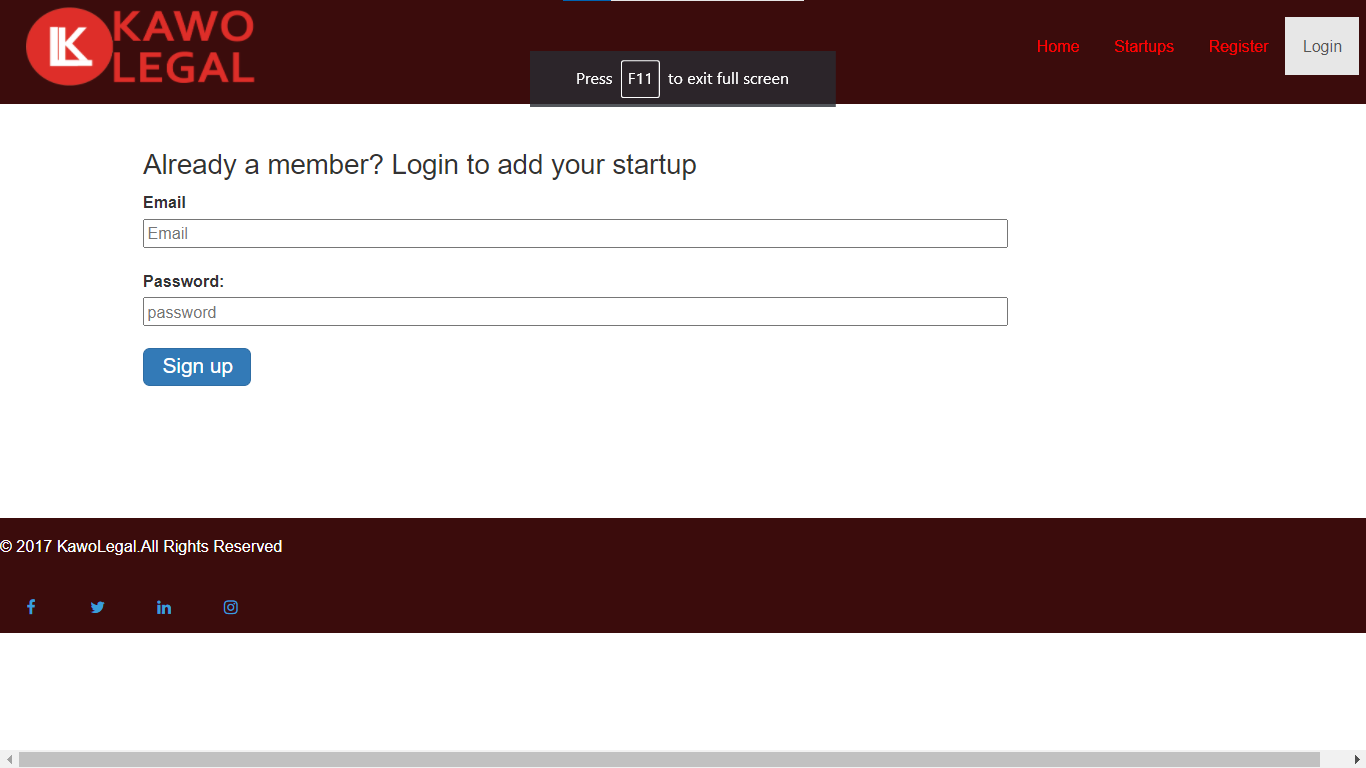 KAWO
LEGAL
Home Startups Register Login
Press F11 to exit full screen
Already a member? Login to add your startup
Email
Email
Password:
password
Sign up
© 2017 KawoLegal.All Rights Reserved